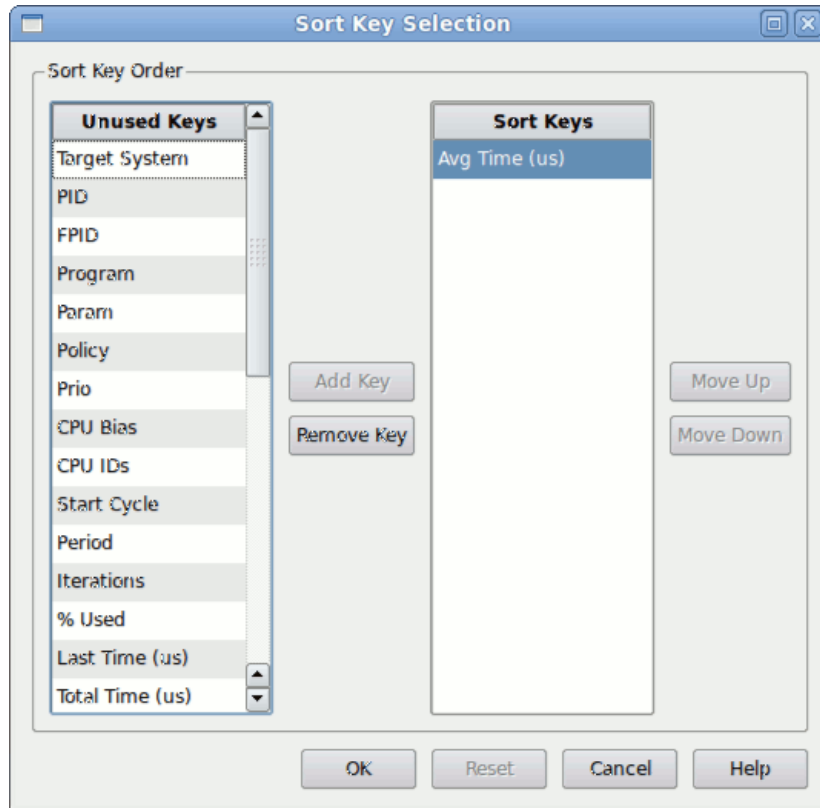 Sort Key Selection
Sort Key Order
Unused Keys
Target System
PID
FPID
Program
Param
Policy
Prio
CPU Bias
CPU IDs
Start Cycle
Period
Iterations
% Used
Last Time (us)
Total Time (us)
Add Key
Remove Key
Sort Keys
Avg Time (us)
Move Up
Move Down
OK
Reset
Cancel
Help